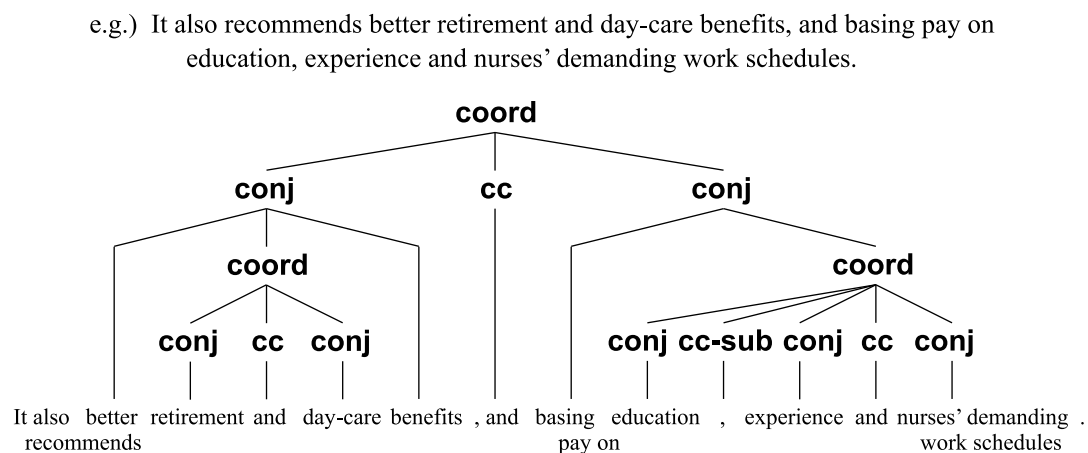 e.g.) It also recommends better retirement and day-care benefits, and basing pay on
education, experience and nurses’ demanding work schedules.
coord
conj cc conj
coord coord
conj cc conj conj cc-sub conj cc conj
It also better retirement and day-care benefits , and basing education , experience and nurses’ demanding .
recommends pay on work schedules